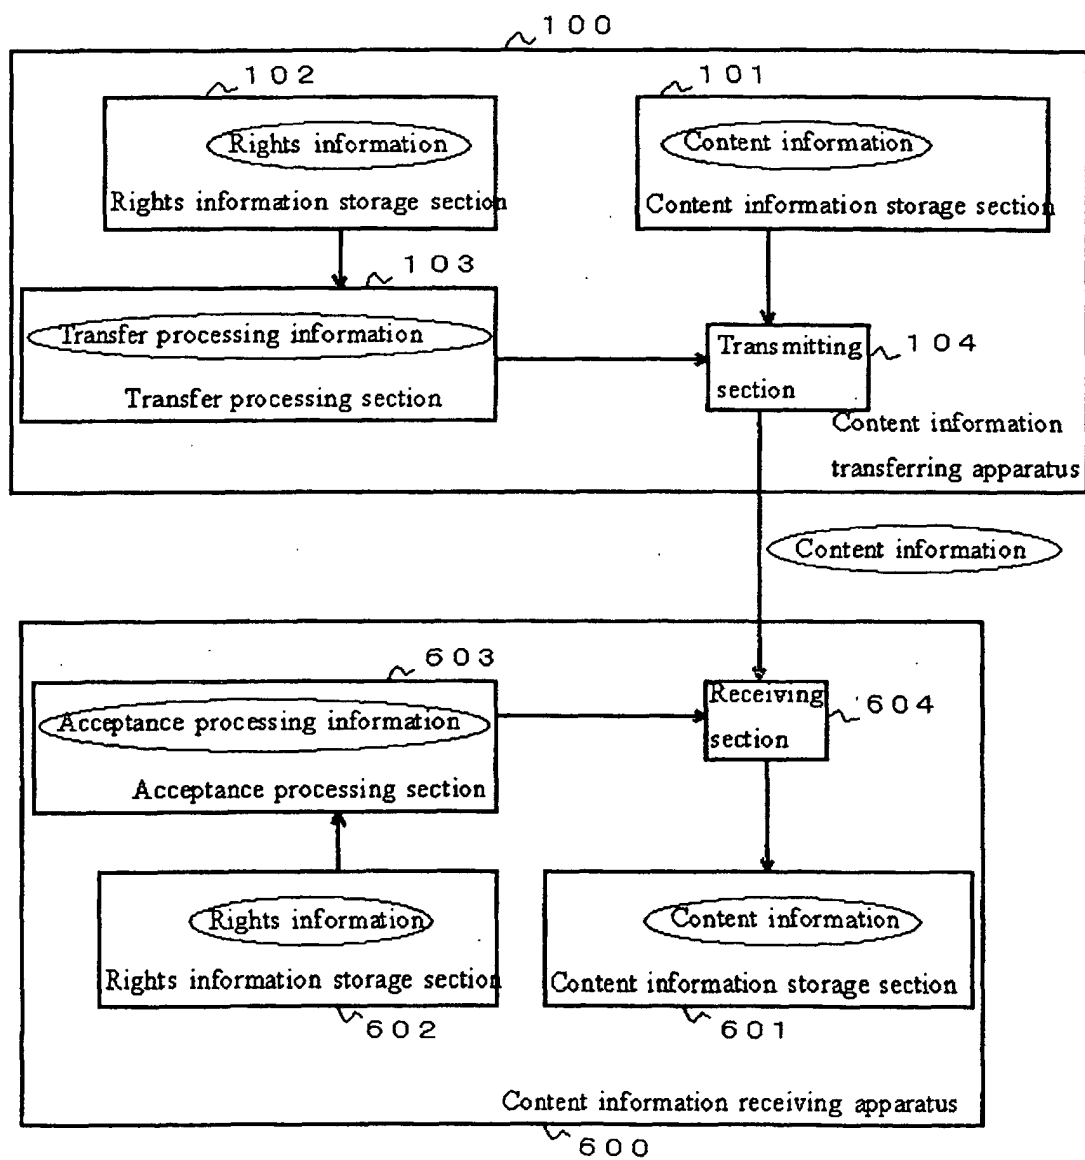 100
102
101
Rights information
Content information
Rights information storage section
Content information storage section
103
Transfer processing information
Transmitting
104
section
Transfer processing section
Content information
transferring apparatus
Content information
603
Acceptance processing information
Receiving
604
section
Acceptance processing section
Rights information
Content information
Rights information storage section
Content information storage section
602
601
Content information receiving apparatus
600